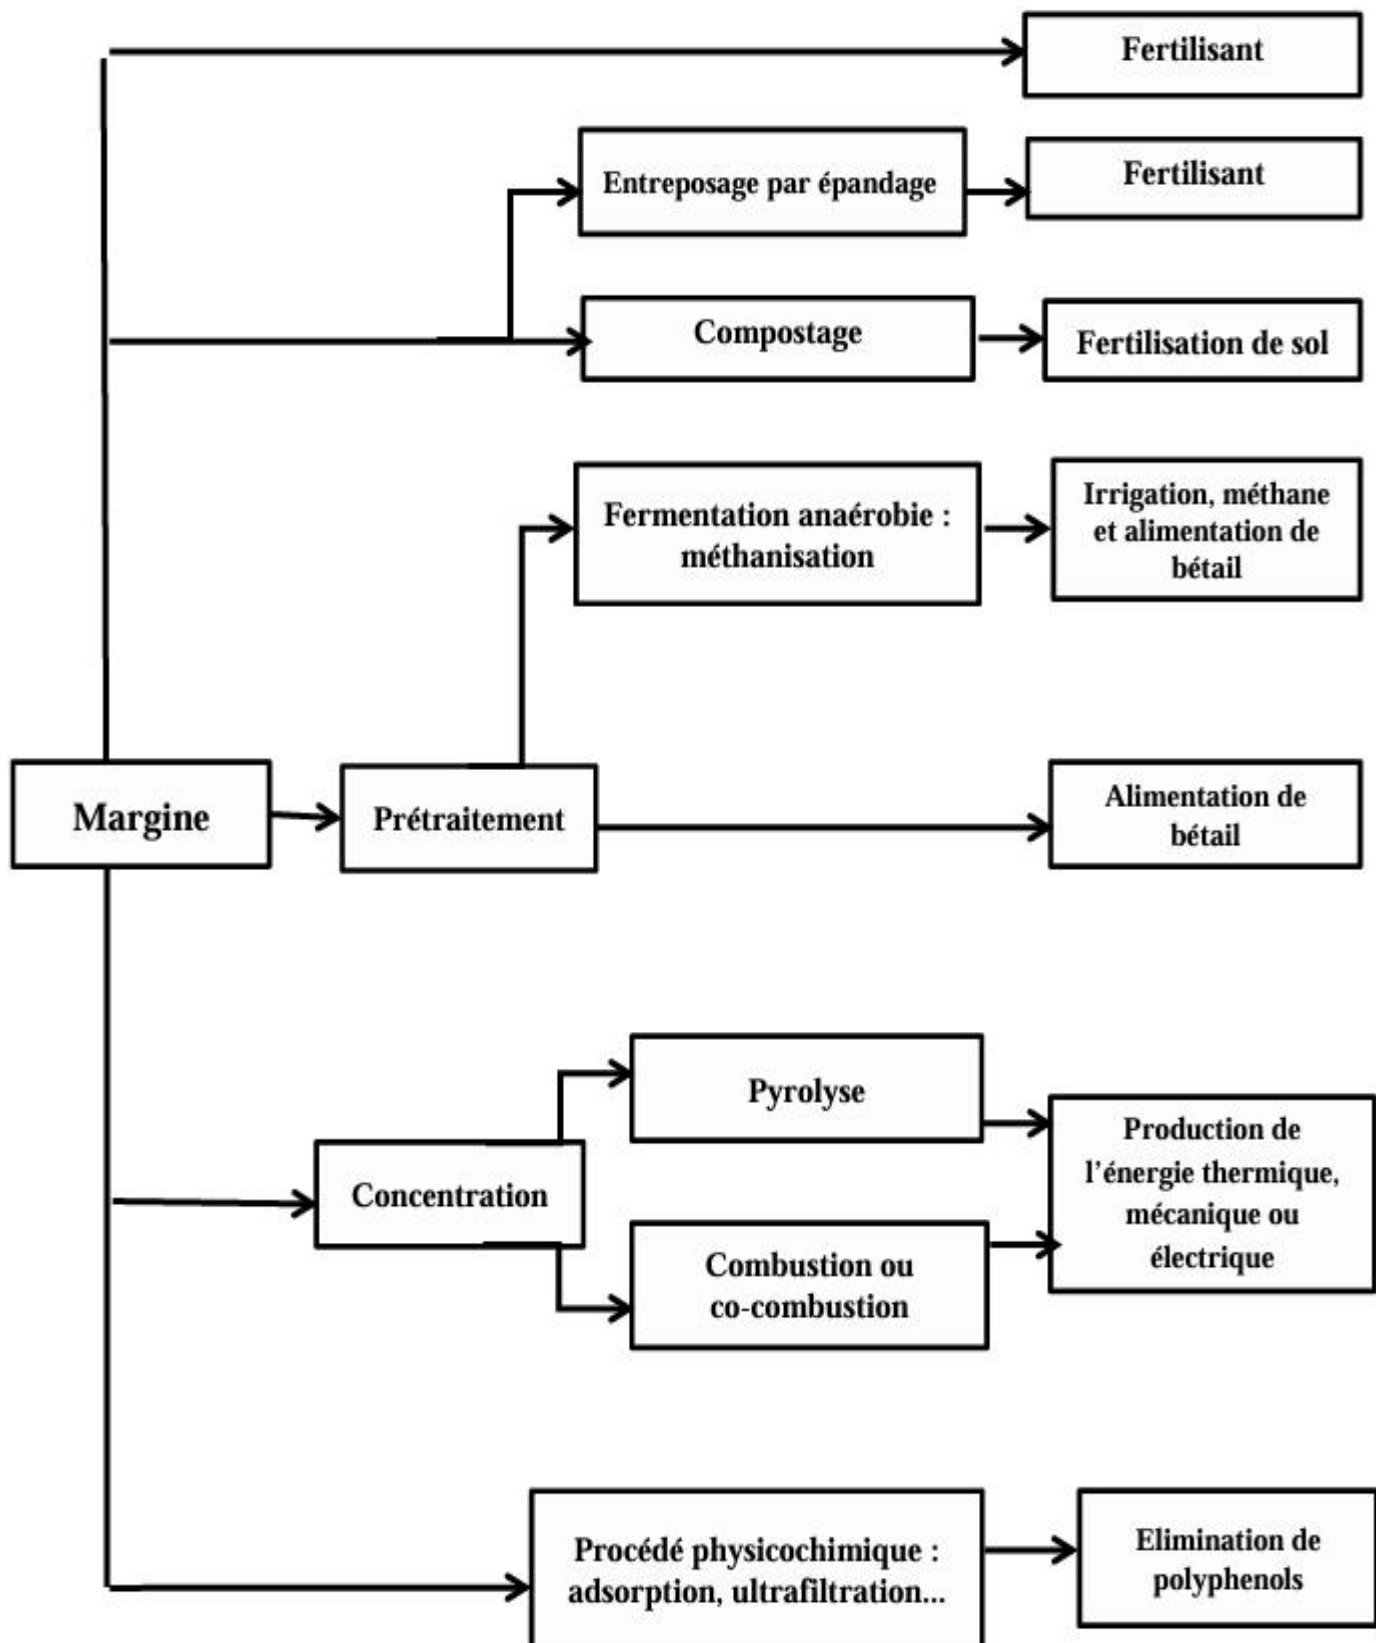 Fertilisant
Entreposage par épandage
Fertilisant
Compostage
Fertilisation de sol
Fermentation anaérobie :
méthanisation
Irrigation, méthane
et alimentation de
bétail
Margine
Prétraitement
Alimentation de
bétail
Pyrolyse
Concentration
Combustion ou
co-combustion
Production de
l’énergie thermique,
mécanique ou
électrique
Procédé physicochimique :
adsorption, ultrafiltration...
Elimination de
polyphenols